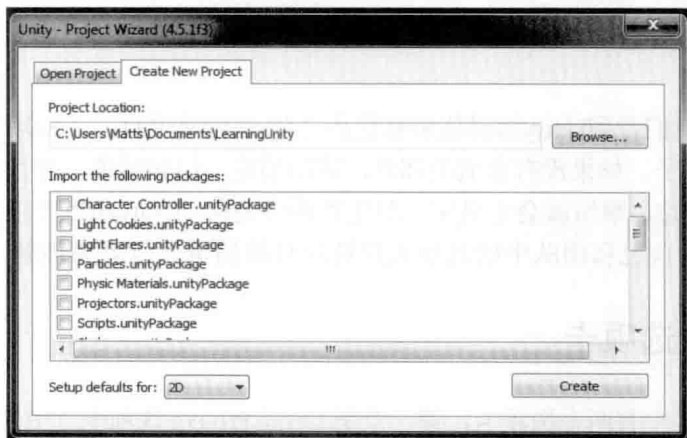 Unity - Project Wizard (4.5.1f3)
Open Project
Create New Project
Project Location:
C:\Users\Matts\Documents\LearningUnity
Browse...
Import the following packages:
Character Controller.unityPackage
Light Cookies.unityPackage
Light Flares.unityPackage
Particles.unityPackage
Physic Materials.unityPackage
Projectors.unityPackage
Scripts.unityPackage
Setup defaults for:
2D
Create